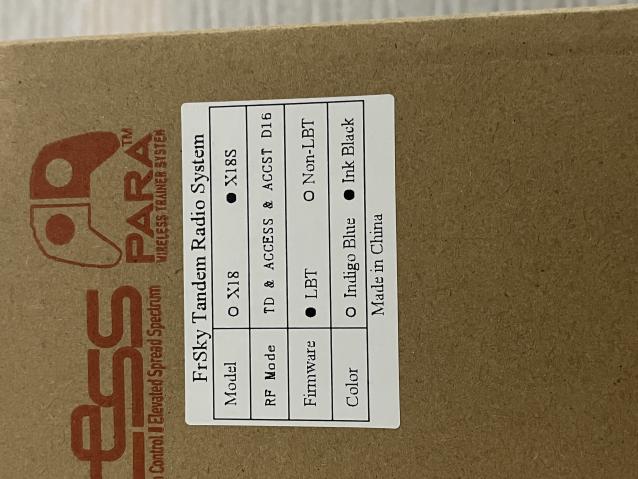 FrSky Tandem Radio System
Model ○ X18 ● X18S
RF Mode TD & ACCESS & ACCST D16
Firmware ● LBT ○ Non-LBT
Color ○ Indigo Blue ● Ink Black
Made in China
PARA™
WIRELESS TRAINER SYSTEM
ess
Control Elevated Spread Spectrum